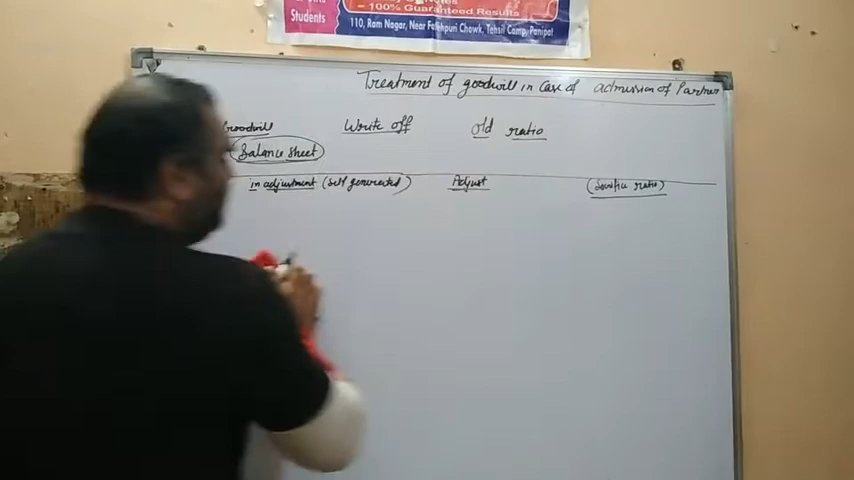 Students
100% Guaranteed Results
110, RAM Nagar, Near Fatehpuri Chowk, Tehsil Camp, Panipat
Treatment of goodwill in Case of admission of Partner
Goodwill Write off Old ratio
Balance Sheet
in adjustment (self generated) Adjust (Sacrifice ratio)